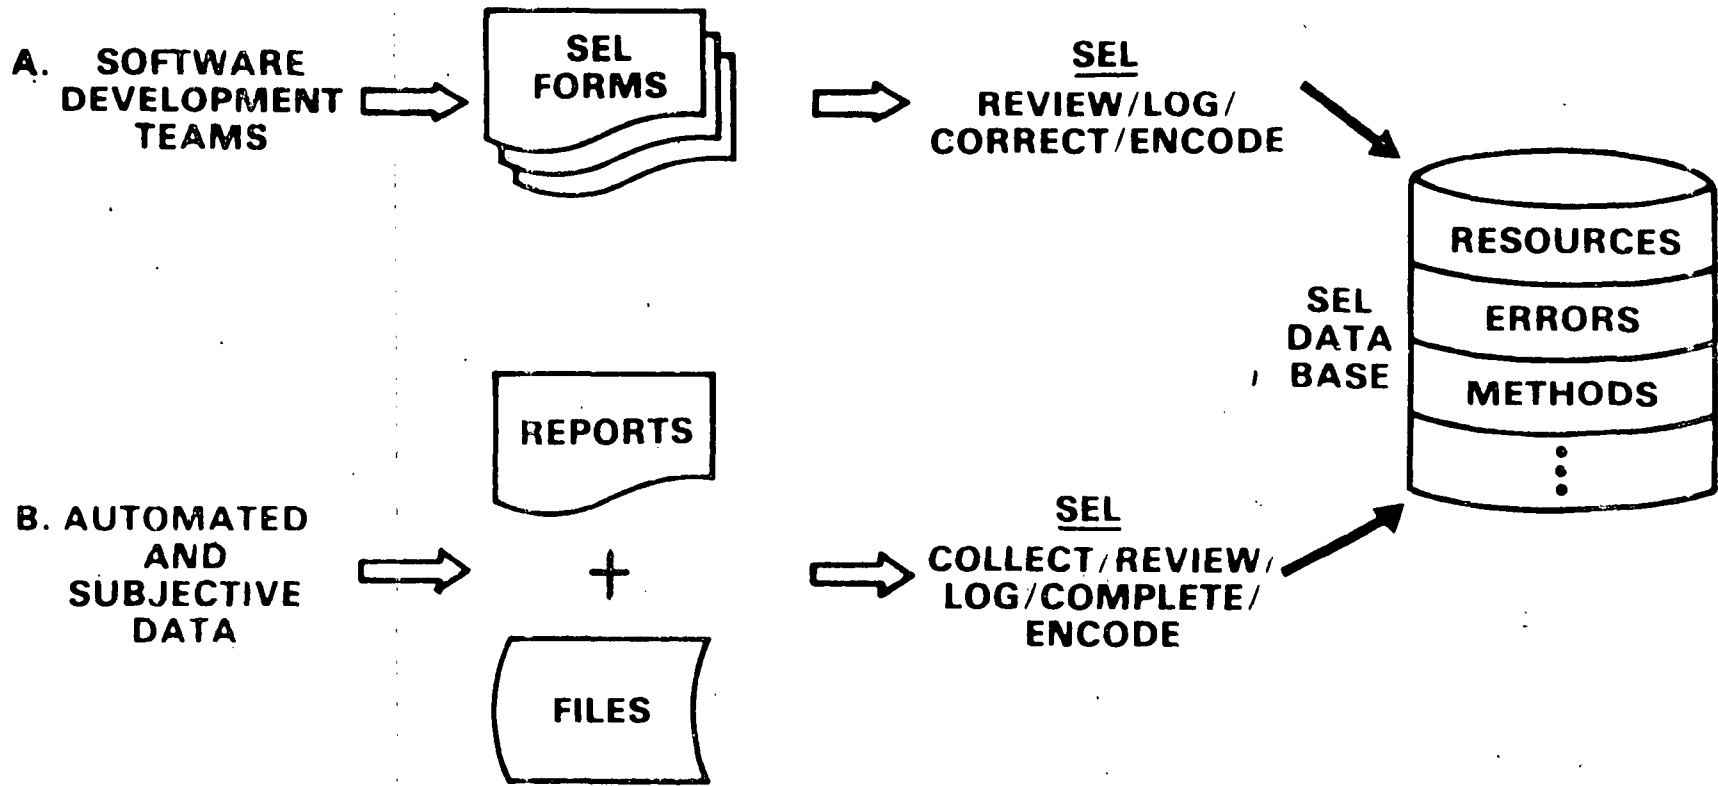 A. SOFTWARE
DEVELOPMENT
TEAMS
SEL
FORMS
SEL
REVIEW/LOG/
CORRECT/ENCODE
RESOURCES
ERRORS
METHODS
SEL
DATA
BASE
B. AUTOMATED
AND
SUBJECTIVE
DATA
REPORTS
+
FILES
SEL
COLLECT/REVIEW/
LOG/COMPLETE/
ENCODE